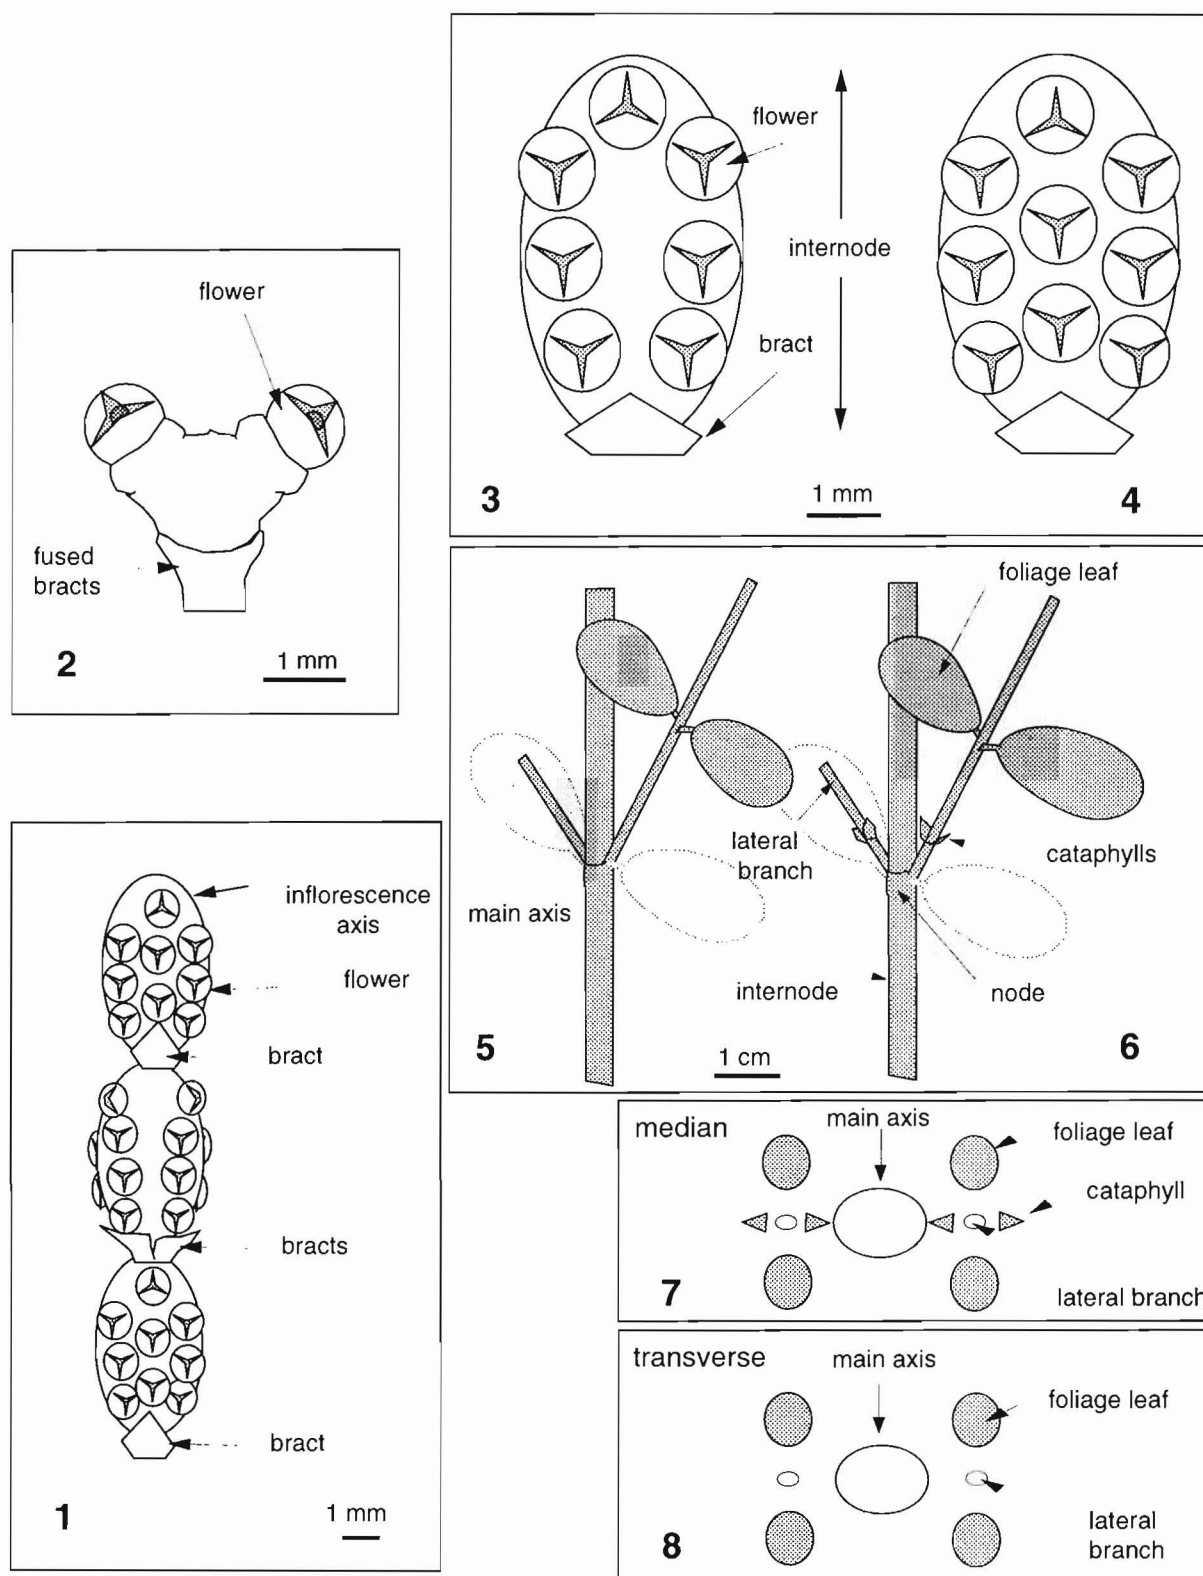 flower
fused
bracts
2
1 mm
flower
internode
bract
3
1 mm
4
foliage leaf
lateral
branch
cataphylls
main axis
internode
node
5
1 cm
6
inflorescence
axis
flower
bract
bracts
bract
1
1 mm
median
main axis
foliage leaf
cataphyll
7
lateral branch
transverse
main axis
foliage leaf
8
lateral
branch